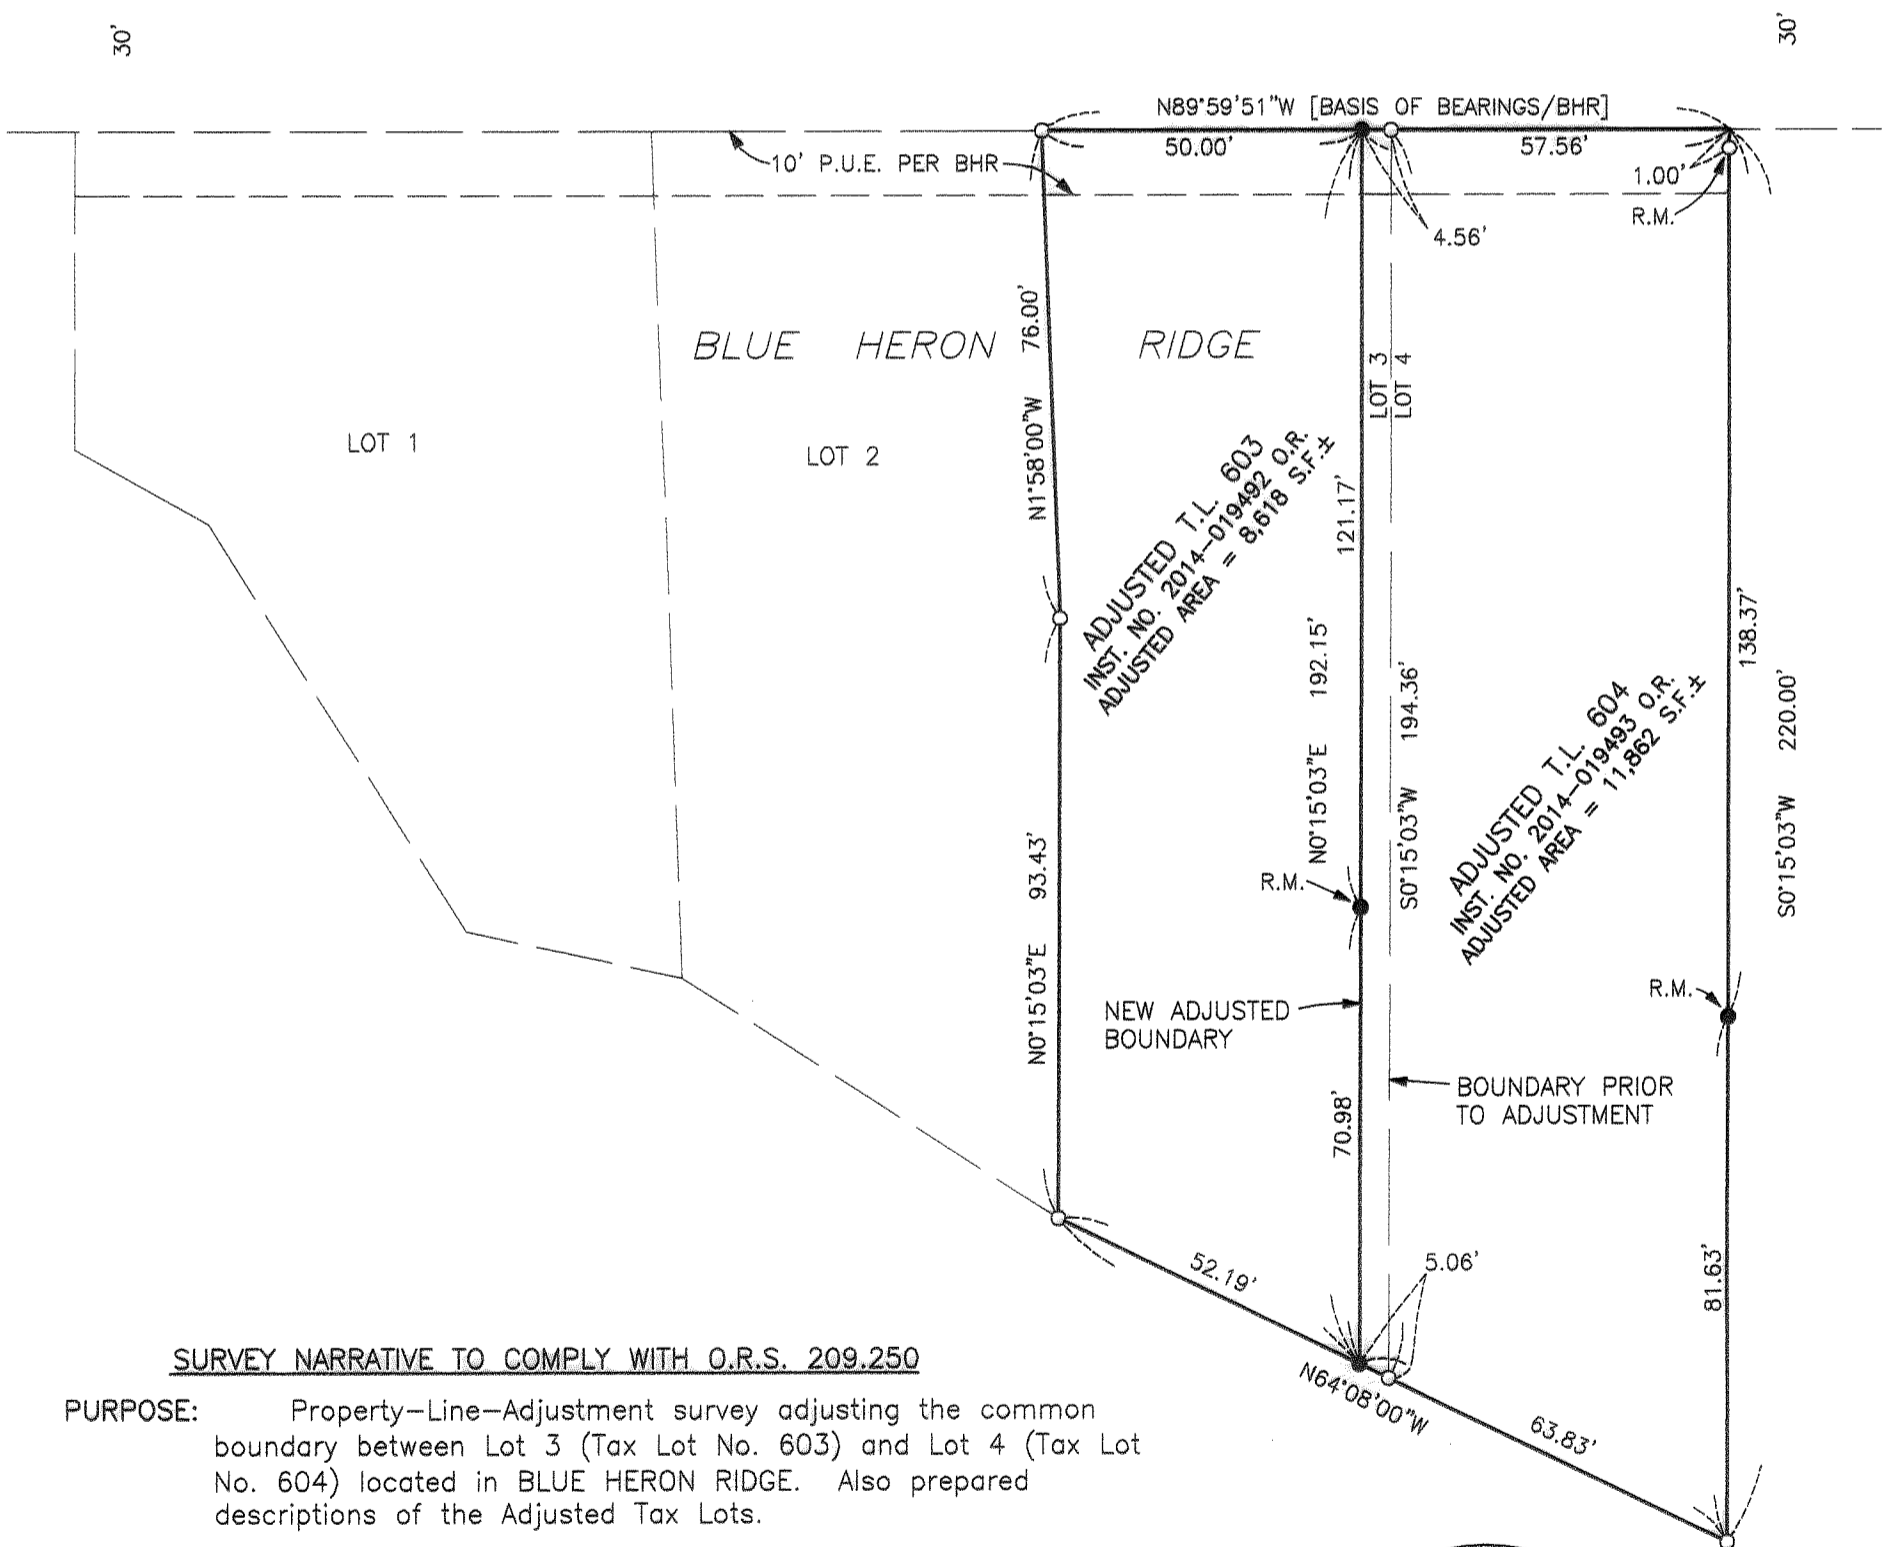 30'
30'
N89°59'51"W [BASIS OF BEARINGS/BHR]
50.00'
57.56'
10' P.U.E. PER BHR
1.00'
R.M.
4.56'
BLUE HERON RIDGE
N1°58'00"W 76.00'
LOT 1
LOT 2
LOT 3
LOT 4
ADJUSTED T.L. 603
INST. NO. 2014-019492 O.R.
ADJUSTED AREA = 8,618 S.F.±
121.17'
N0°15'03"E 192.15'
S0°15'03"W 194.36'
138.37'
S0°15'03"W 220.00'
ADJUSTED T.L. 604
INST. NO. 2014-019493 O.R.
ADJUSTED AREA = 11,862 S.F.±
N0°15'03"E 93.43'
R.M.
R.M.
NEW ADJUSTED
BOUNDARY
BOUNDARY PRIOR
TO ADJUSTMENT
70.98'
81.63'
52.19'
5.06'
N64°08'00"W
63.83'
SURVEY NARRATIVE TO COMPLY WITH O.R.S. 209.250
PURPOSE: Property-Line-Adjustment survey adjusting the common
boundary between Lot 3 (Tax Lot No. 603) and Lot 4 (Tax Lot
No. 604) located in BLUE HERON RIDGE. Also prepared
descriptions of the Adjusted Tax Lots.